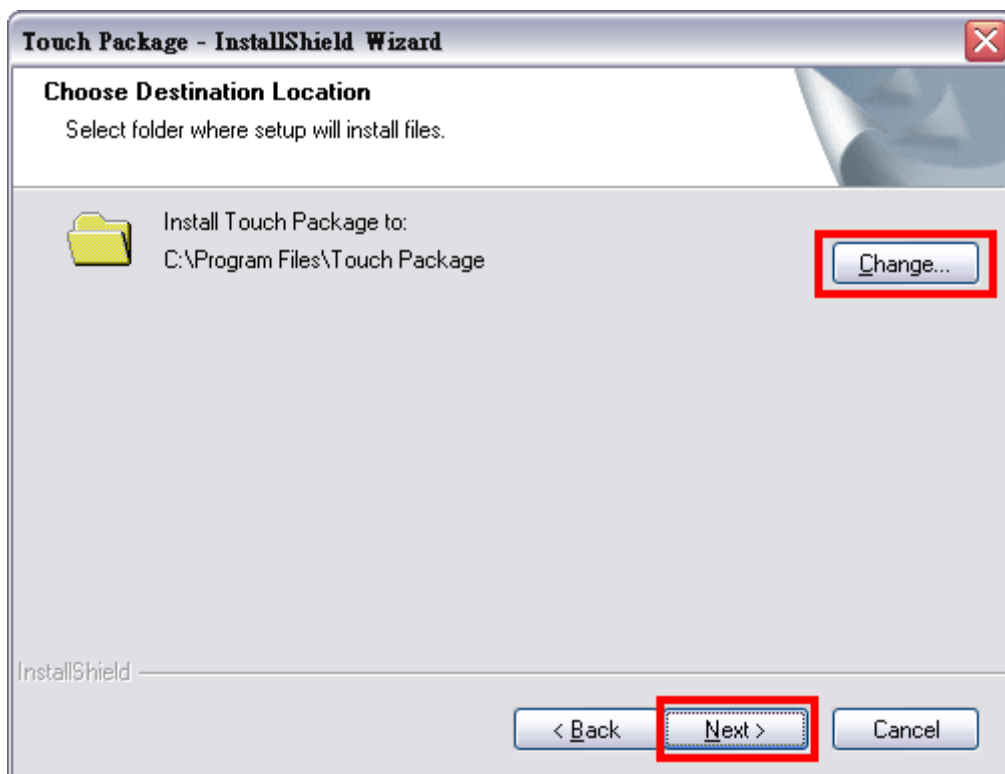 Touch Package - InstallShield Wizard
Choose Destination Location
Select folder where setup will install files.
Install Touch Package to:
C:\Program Files\Touch Package
Change...
InstallShield
< Back
Next >
Cancel